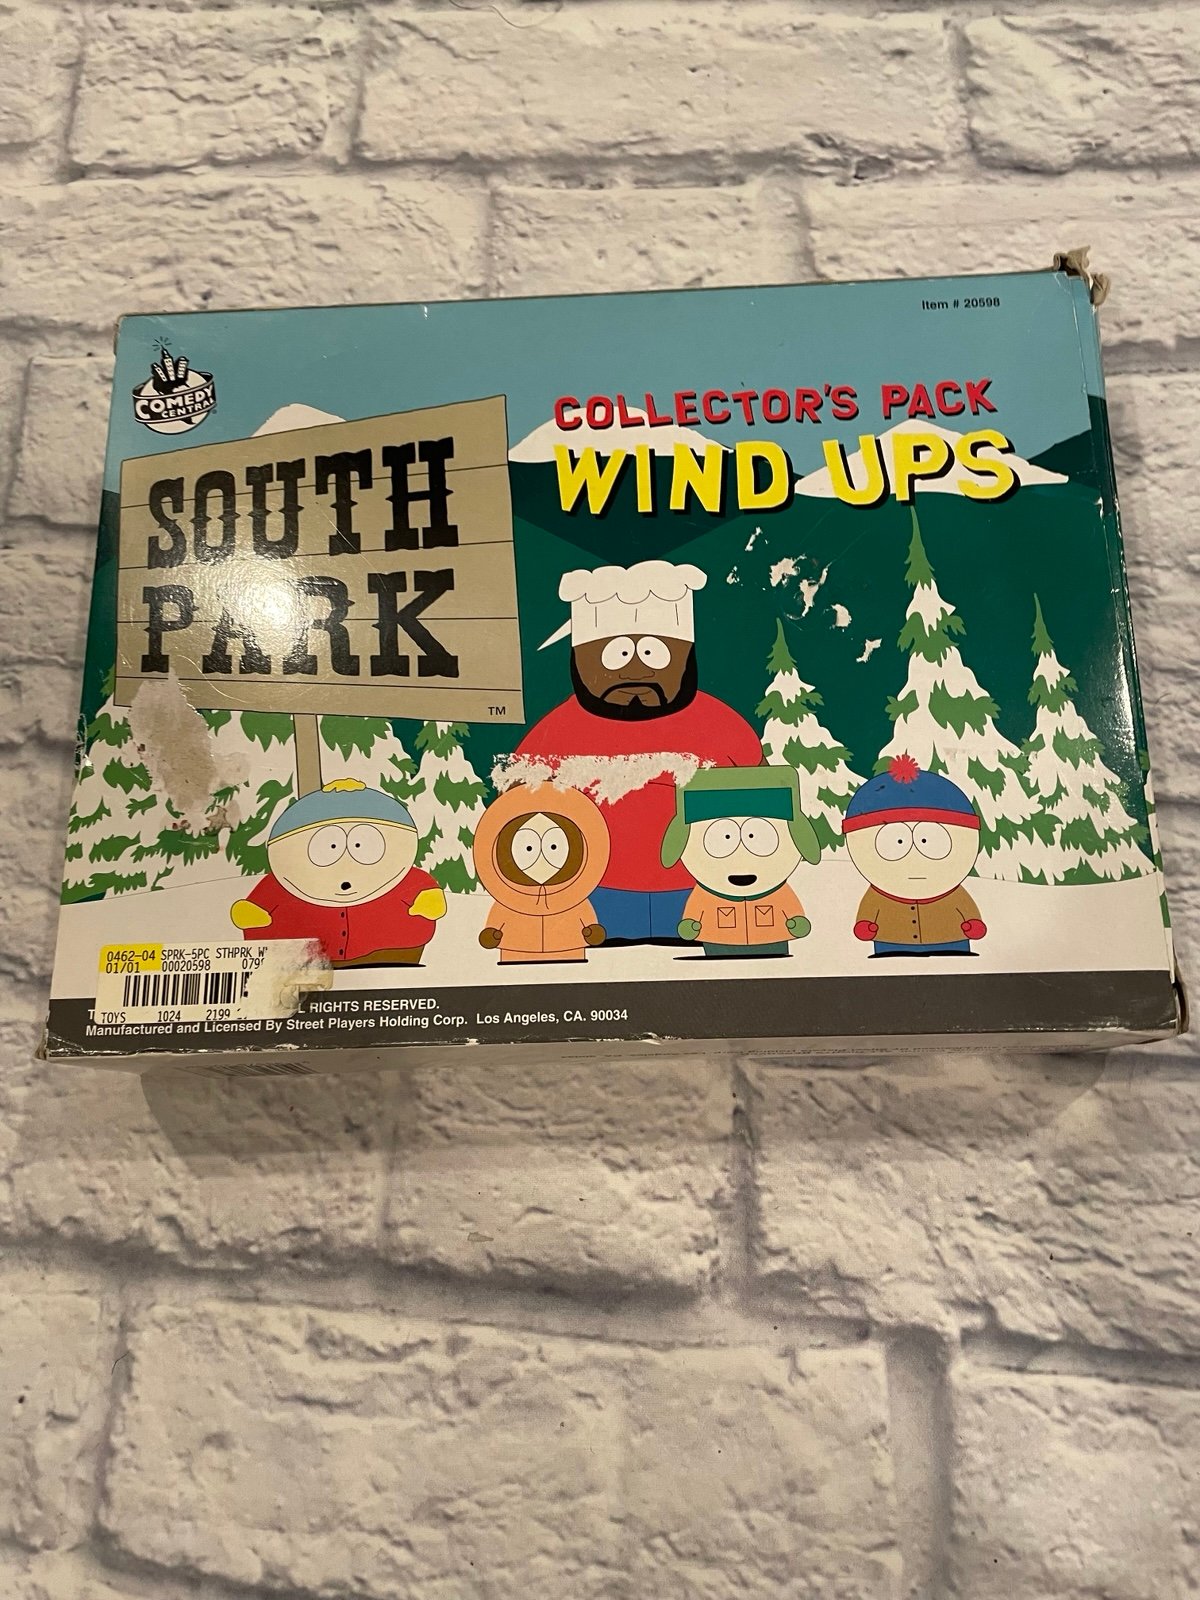 Item # 20598
COMEDY
CENTRAL
COLLECTOR'S PACK
WIND UPS
SOUTH
PARK
TM
0462-04 SPRK-5PC STHPRK
01/01 00020598
TOYS 1024 2199
RIGHTS RESERVED.
Manufactured and Licensed By Street Players Holding Corp. Los Angeles, CA. 90034